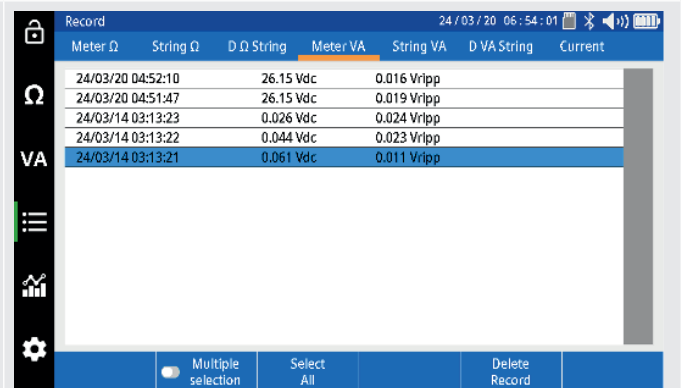 Record 24/03/20 06:54:01
Meter Ω String Ω D Ω String Meter VA String VA D VA String Current
24/03/20 04:52:10 26.15 Vdc 0.016 Vripp
24/03/20 04:51:47 26.15 Vdc 0.019 Vripp
24/03/14 03:13:23 0.026 Vdc 0.024 Vripp
24/03/14 03:13:22 0.044 Vdc 0.023 Vripp
24/03/14 03:13:21 0.061 Vdc 0.011 Vripp
Ω
VA
Multiple selection
Select All
Delete Record